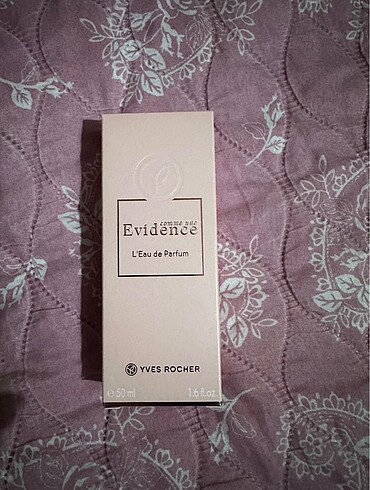 comme une
Evidence
L'Eau de Parfum
YVES ROCHER
e 50 ml 1.6 fl.oz.